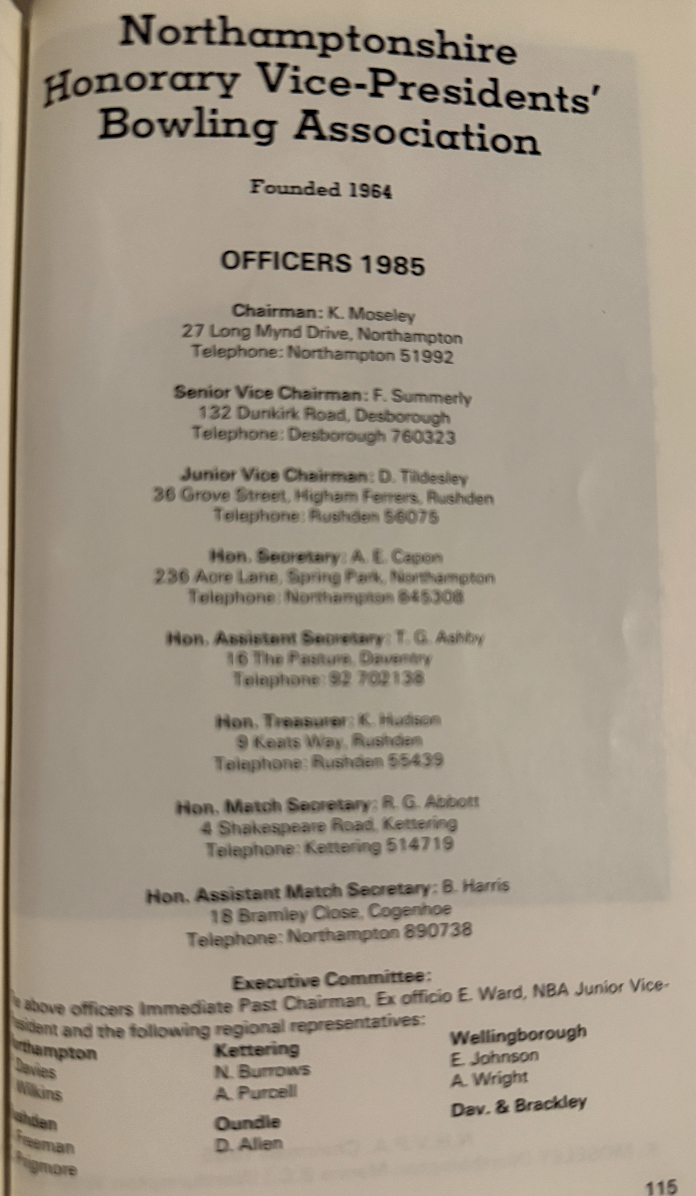 Northamptonshire
Honorary Vice-Presidents'
Bowling Association
Founded 1964
OFFICERS 1985
Chairman: K. Moseley
27 Long Mynd Drive, Northampton
Telephone: Northampton 51992
Senior Vice Chairman: F. Summerly
132 Dunkirk Road, Desborough
Telephone: Desborough 760323
Junior Vice Chairman: D. Tildesley
36 Grove Street, Higham Ferrers, Rushden
Telephone: Rushden 56075
Hon. Secretary: A. E. Capon
236 Acre Lane, Spring Park, Northampton
Telephone: Northampton 845308
Hon. Assistant Secretary: T. G. Ashby
16 The Pasture, Daventry
Telephone: 92 702138
Hon. Treasurer: K. Hudson
9 Keats Way, Rushden
Telephone: Rushden 55439
Hon. Match Secretary: R. G. Abbott
4 Shakespeare Road, Kettering
Telephone: Kettering 514719
Hon. Assistant Match Secretary: B. Harris
18 Bramley Close, Cogenhoe
Telephone: Northampton 890738
Executive Committee:
above officers Immediate Past Chairman, Ex officio E. Ward, NBA Junior Vice-
and the following regional representatives:
Kettering
N. Burrows
A. Purcell
Oundle
D. Allen
Wellingborough
E. Johnson
A. Wright
Dav. & Brackley
Davies
Wilkins
Freeman
115